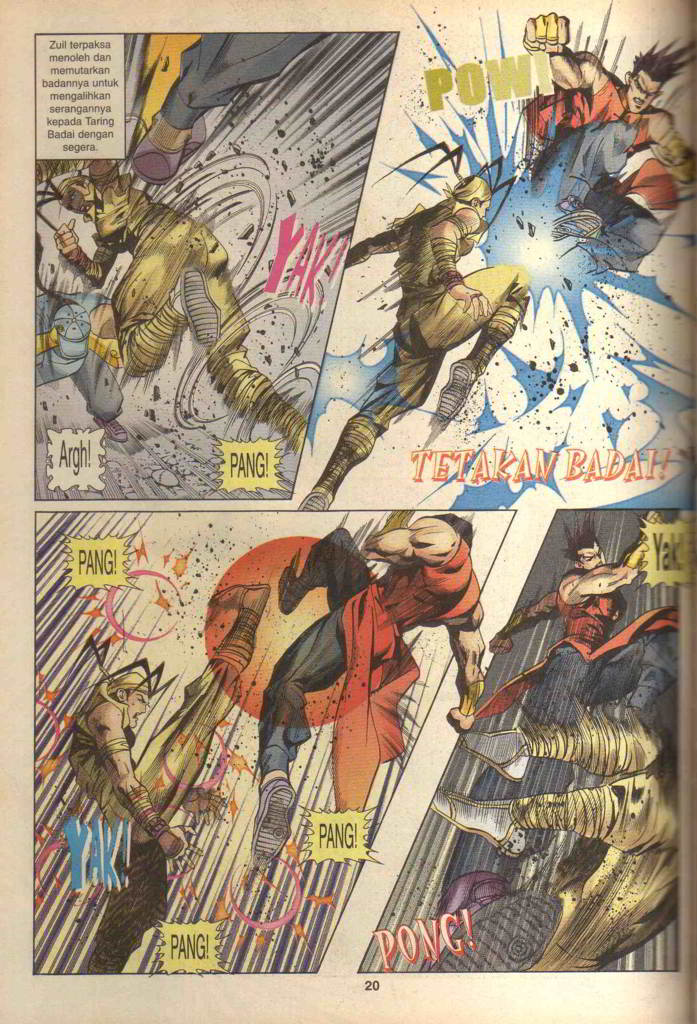 Zuil terpaksa
menoleh dan
memutarkan
badannya untuk
mengalihkan
serangannya
kepada Taring
Badai dengan
segera.
YAK!
Argh!
PANG!
POW!
TETAKAN BADAI!
PANG!
YAK!
PANG!
PANG!
Yak!
PONG!
20